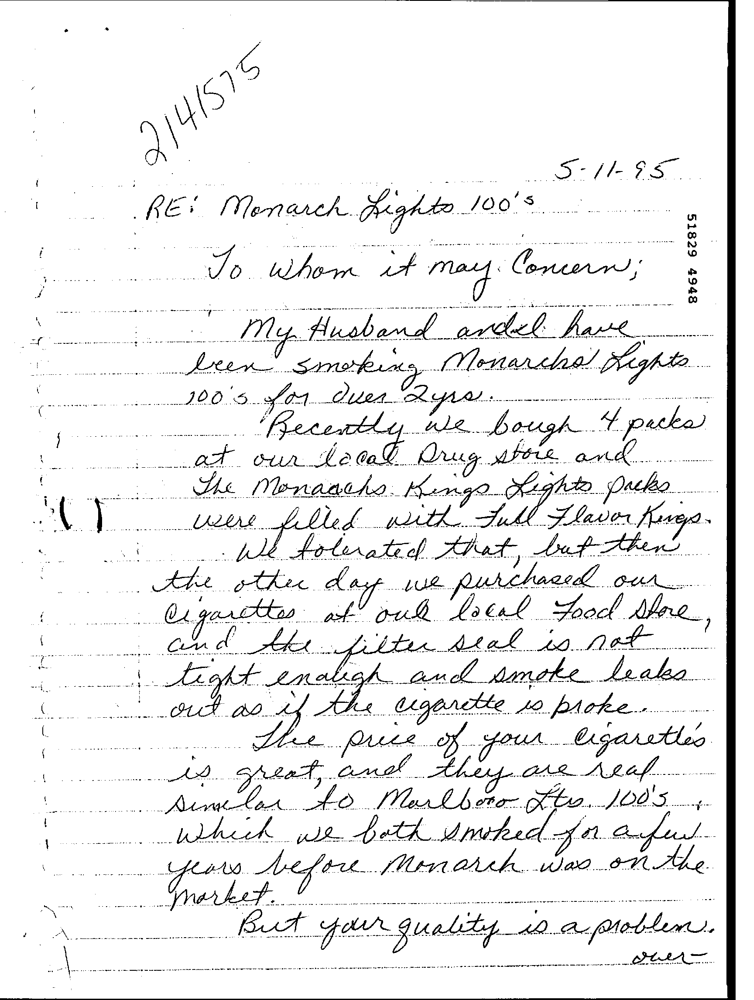 2141575
5-11-95
RE: Monarch Lights 100's
51829 4948
To Whom it may Concern;
My Husband and I have
been smoking Monarchs Lights
100's for over 2yrs.
Recently we bough 4 packs
at our local Drug store and
The Monarchs Kings Lights packs
were filled with Full Flavor Kings.
We tolerated that, but then
the other day we purchased our
Cigarettes at our local Food Store,
and the filter seal is not
tight enough and smoke leaks
out as if the cigarette is broke.
The price of your Cigarette's
is great, and they are real
similar to Marlboro Lts. 100's,
which we both smoked for a few
years before Monarch was on the
market.
But your quality is a problem.
over-